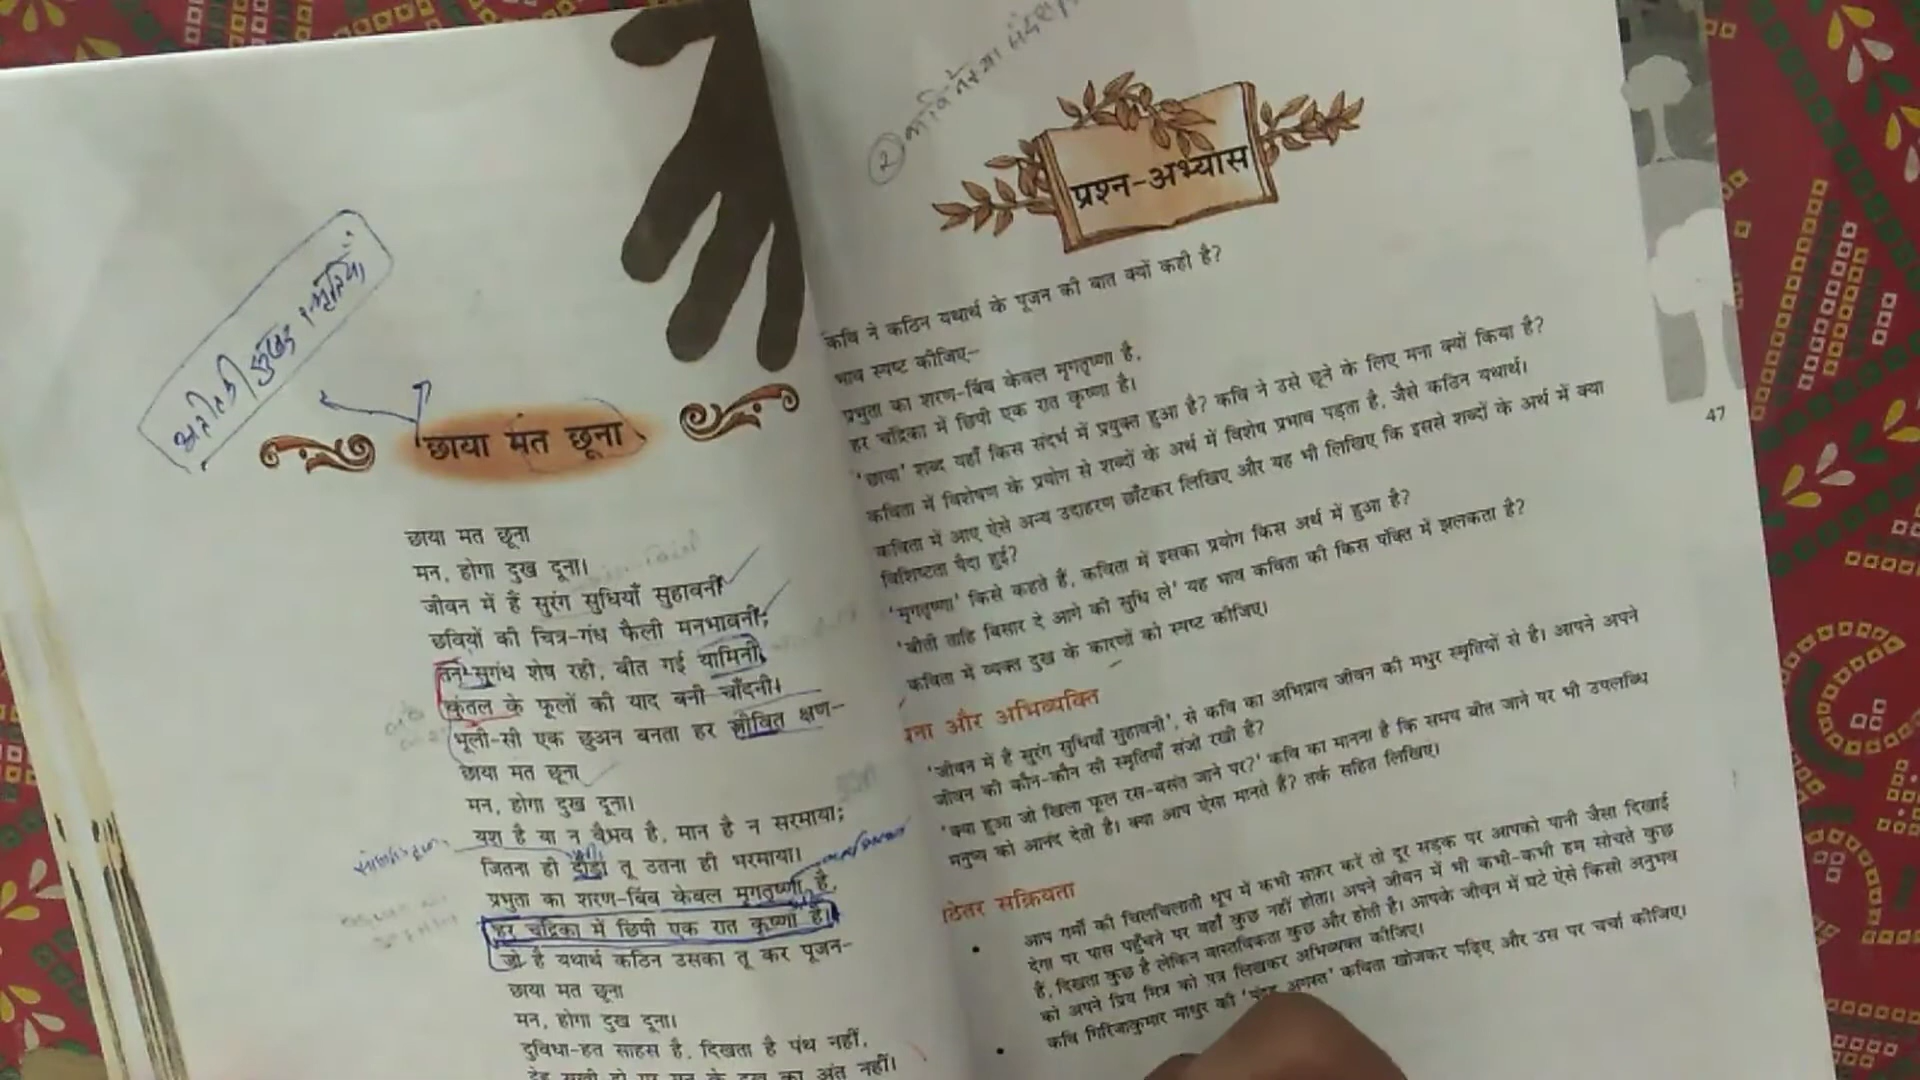 छाया मत छूना
छाया मत छूना
मन, होगा दुख दूना।
जीवन में हैं सुरंग सुधियाँ सुहावनी
छवियों की चित्र-गंध फैली मनभावनी;
तन-सुगंध शेष रही, बीत गई यामिनी,
कुंतल के फूलों की याद बनी चाँदनी।
भूली-सी एक छुअन बनता हर जीवित क्षण-
छाया मत छूना
मन, होगा दुख दूना।
यश है या न वैभव है, मान है न सरमाया;
जितना ही दौड़ा तू उतना ही भरमाया।
प्रभुता का शरण-बिंब केवल मृगतृष्णा है,
हर चंद्रिका में छिपी एक रात कृष्णा है।
जो है यथार्थ कठिन उसका तू कर पूजन-
छाया मत छूना
मन, होगा दुख दूना।
दुविधा-हत साहस है, दिखता है पंथ नहीं,
का अंत नहीं।
2
प्रश्न-अभ्यास
कवि ने कठिन यथार्थ के पूजन की बात क्यों कही है?
भाव स्पष्ट कीजिए-
प्रभुता का शरण-बिंब केवल मृगतृष्णा है,
हर चंद्रिका में छिपी एक रात कृष्णा है।
'छाया' शब्द यहाँ किस संदर्भ में प्रयुक्त हुआ है? कवि ने उसे छूने के लिए मना क्यों किया है?
कविता में विशेषण के प्रयोग से शब्दों के अर्थ में विशेष प्रभाव पड़ता है, जैसे कठिन यथार्थ।
कविता में आए ऐसे अन्य उदाहरण छाँटकर लिखिए और यह भी लिखिए कि इससे शब्दों के अर्थ में क्या
विशिष्टता पैदा हुई?
'मृगतृष्णा' किसे कहते हैं, कविता में इसका प्रयोग किस अर्थ में हुआ है?
'बीती ताहि बिसार दे आगे की सुधि ले' यह भाव कविता की किस पंक्ति में झलकता है?
कविता में व्यक्त दुख के कारणों को स्पष्ट कीजिए।
और अभिव्यक्ति
'जीवन में हैं सुरंग सुधियाँ सुहावनी', से कवि का अभिप्राय जीवन की मधुर स्मृतियों से है। आपने अपने
जीवन की कौन-कौन सी स्मृतियाँ संजो रखी हैं?
'क्या हुआ जो खिला फूल रस-बसंत जाने पर?' कवि का मानना है कि समय बीत जाने पर भी उपलब्धि
मनुष्य को आनंद देती है। क्या आप ऐसा मानते हैं? तर्क सहित लिखिए।
सक्रियता
• आप गर्मी की चिलचिलाती धूप में कभी सफ़र करें तो दूर सड़क पर आपको पानी जैसा दिखाई
देगा पर पास पहुँचने पर वहाँ कुछ नहीं होता। अपने जीवन में भी कभी-कभी हम सोचते कुछ
हैं, दिखता कुछ है लेकिन वास्तविकता कुछ और होती है। आपके जीवन में घटे ऐसे किसी अनुभव
को अपने प्रिय मित्र को पत्र लिखकर अभिव्यक्त कीजिए।
• कवि गिरिजाकुमार माथुर की अगस्त' कविता खोजकर पढ़िए और उस पर चर्चा कीजिए।
47